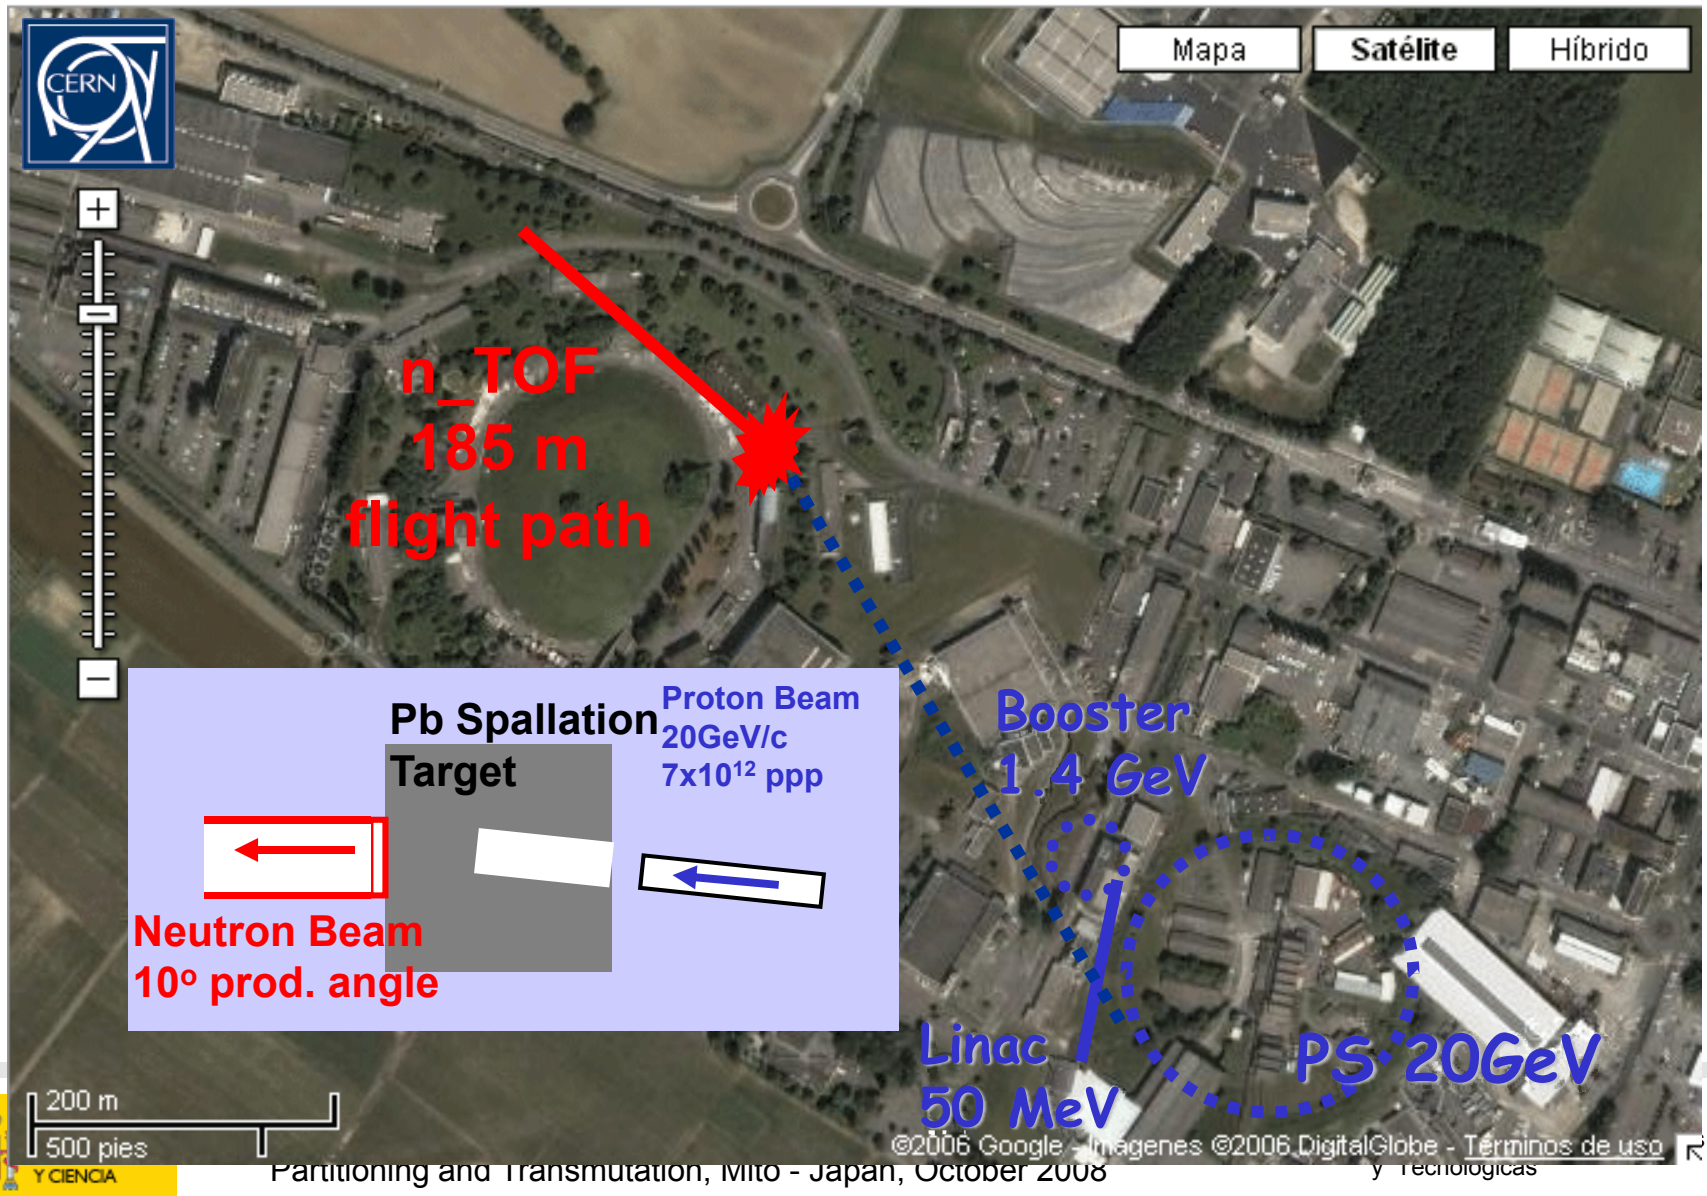 CERN
Mapa
Satélite
Híbrido
+
n_TOF
185 m
flight path
−
Pb Spallation
Target
Proton Beam
20GeV/c
7x10¹² ppp
Neutron Beam
10º prod. angle
Booster
1.4 GeV
Linac
50 MeV
PS 20GeV
200 m
500 pies
©2006 Google - Imágenes ©2006 DigitalGlobe - Términos de uso
Y CIENCIA
Partitioning and Transmutation, Mito - Japan, October 2008
y Tecnológicas